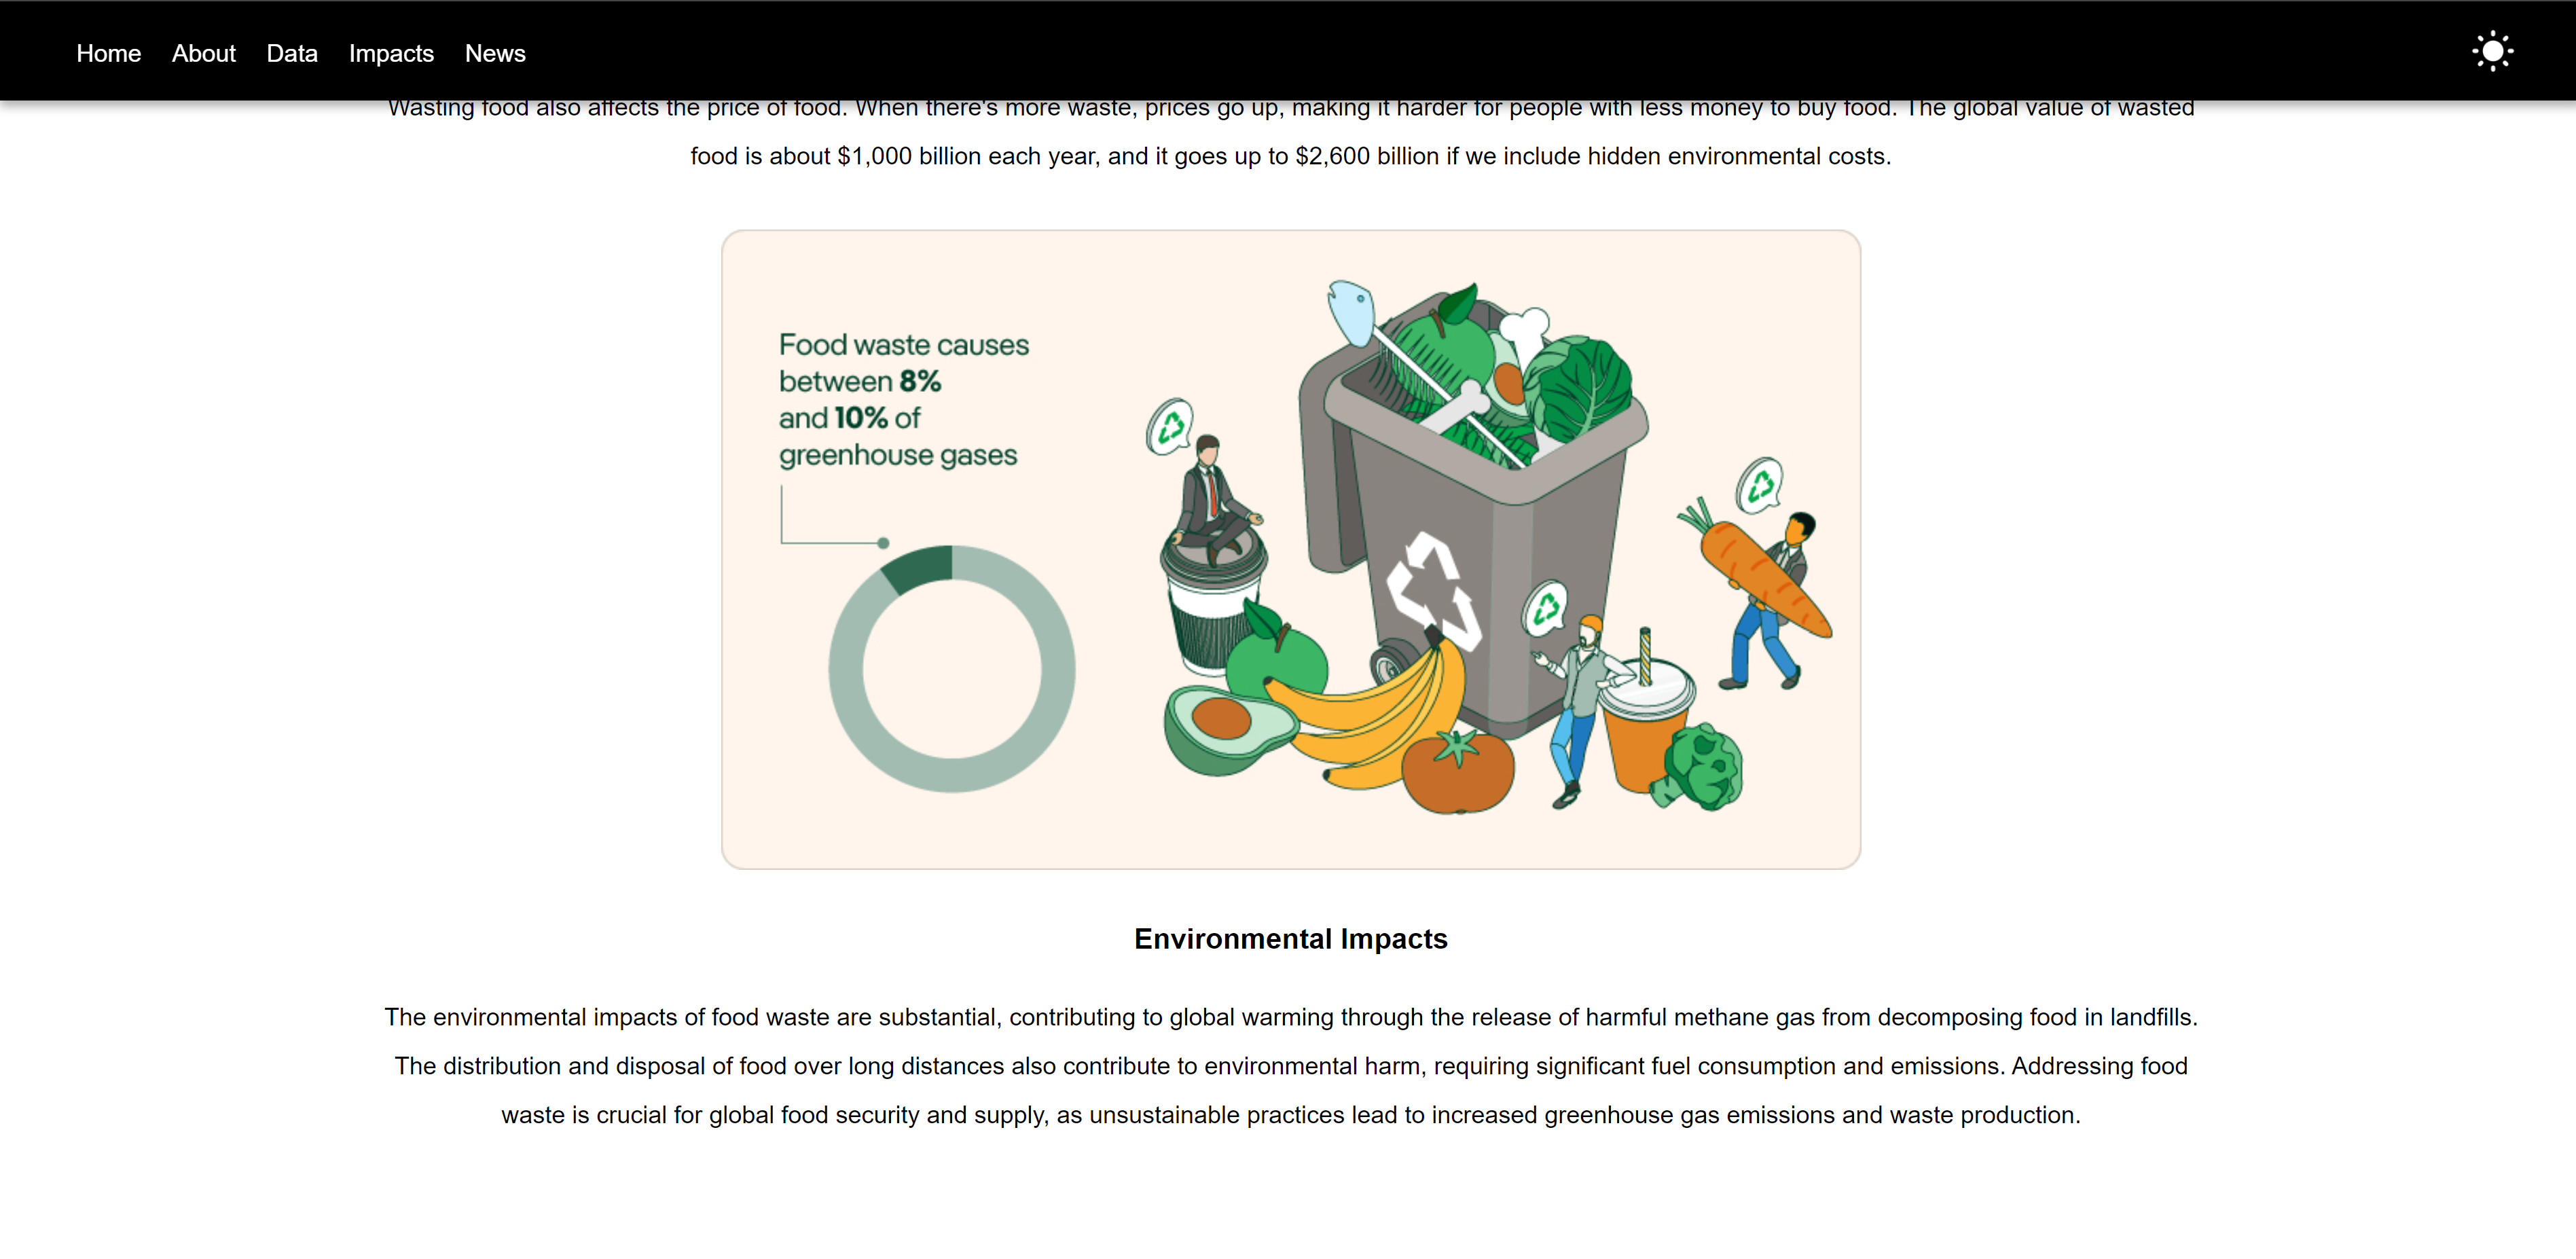 Home About Data Impacts News
Wasting food also affects the price of food. When there's more waste, prices go up, making it harder for people with less money to buy food. The global value of wasted
food is about $1,000 billion each year, and it goes up to $2,600 billion if we include hidden environmental costs.
Food waste causes
between 8%
and 10% of
greenhouse gases
Environmental Impacts
The environmental impacts of food waste are substantial, contributing to global warming through the release of harmful methane gas from decomposing food in landfills.
The distribution and disposal of food over long distances also contribute to environmental harm, requiring significant fuel consumption and emissions. Addressing food
waste is crucial for global food security and supply, as unsustainable practices lead to increased greenhouse gas emissions and waste production.